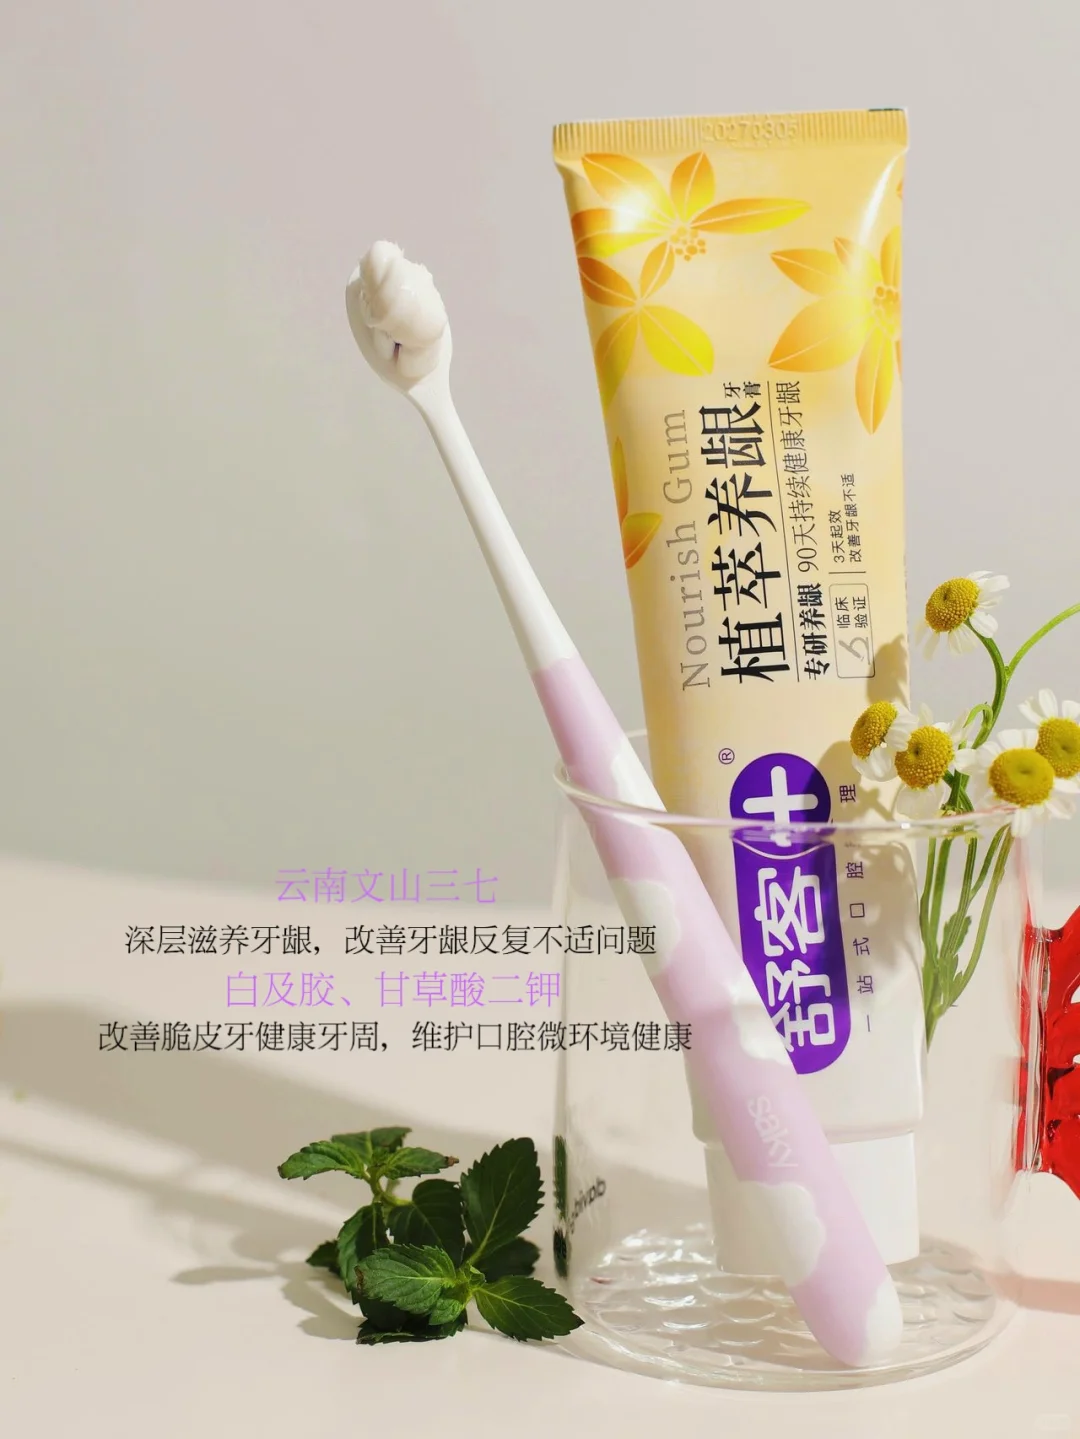 20270305
Nourish Gum
植萃养龈
牙膏
专研养龈 90天持续健康牙龈
临床
验证
3天起效
改善牙龈不适
®
舒客
一站式口腔
理
saky
云南文山三七
深层滋养牙龈，改善牙龈反复不适问题
白及胶、甘草酸二钾
改善脆皮牙健康牙周，维护口腔微环境健康